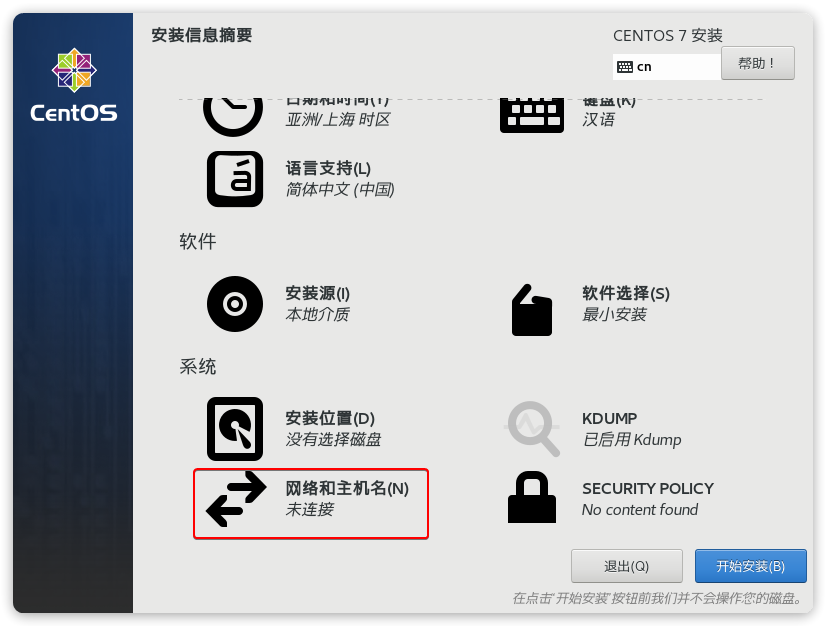 安装信息摘要
CENTOS 7 安装
cn
帮助！
CentOS
日期和时间(T)
亚洲/上海 时区
键盘(K)
汉语
语言支持(L)
简体中文 (中国)
软件
安装源(I)
本地介质
软件选择(S)
最小安装
系统
安装位置(D)
没有选择磁盘
KDUMP
已启用 Kdump
网络和主机名(N)
未连接
SECURITY POLICY
No content found
退出(Q)
开始安装(B)
在点击'开始安装'按钮前我们并不会操作您的磁盘。